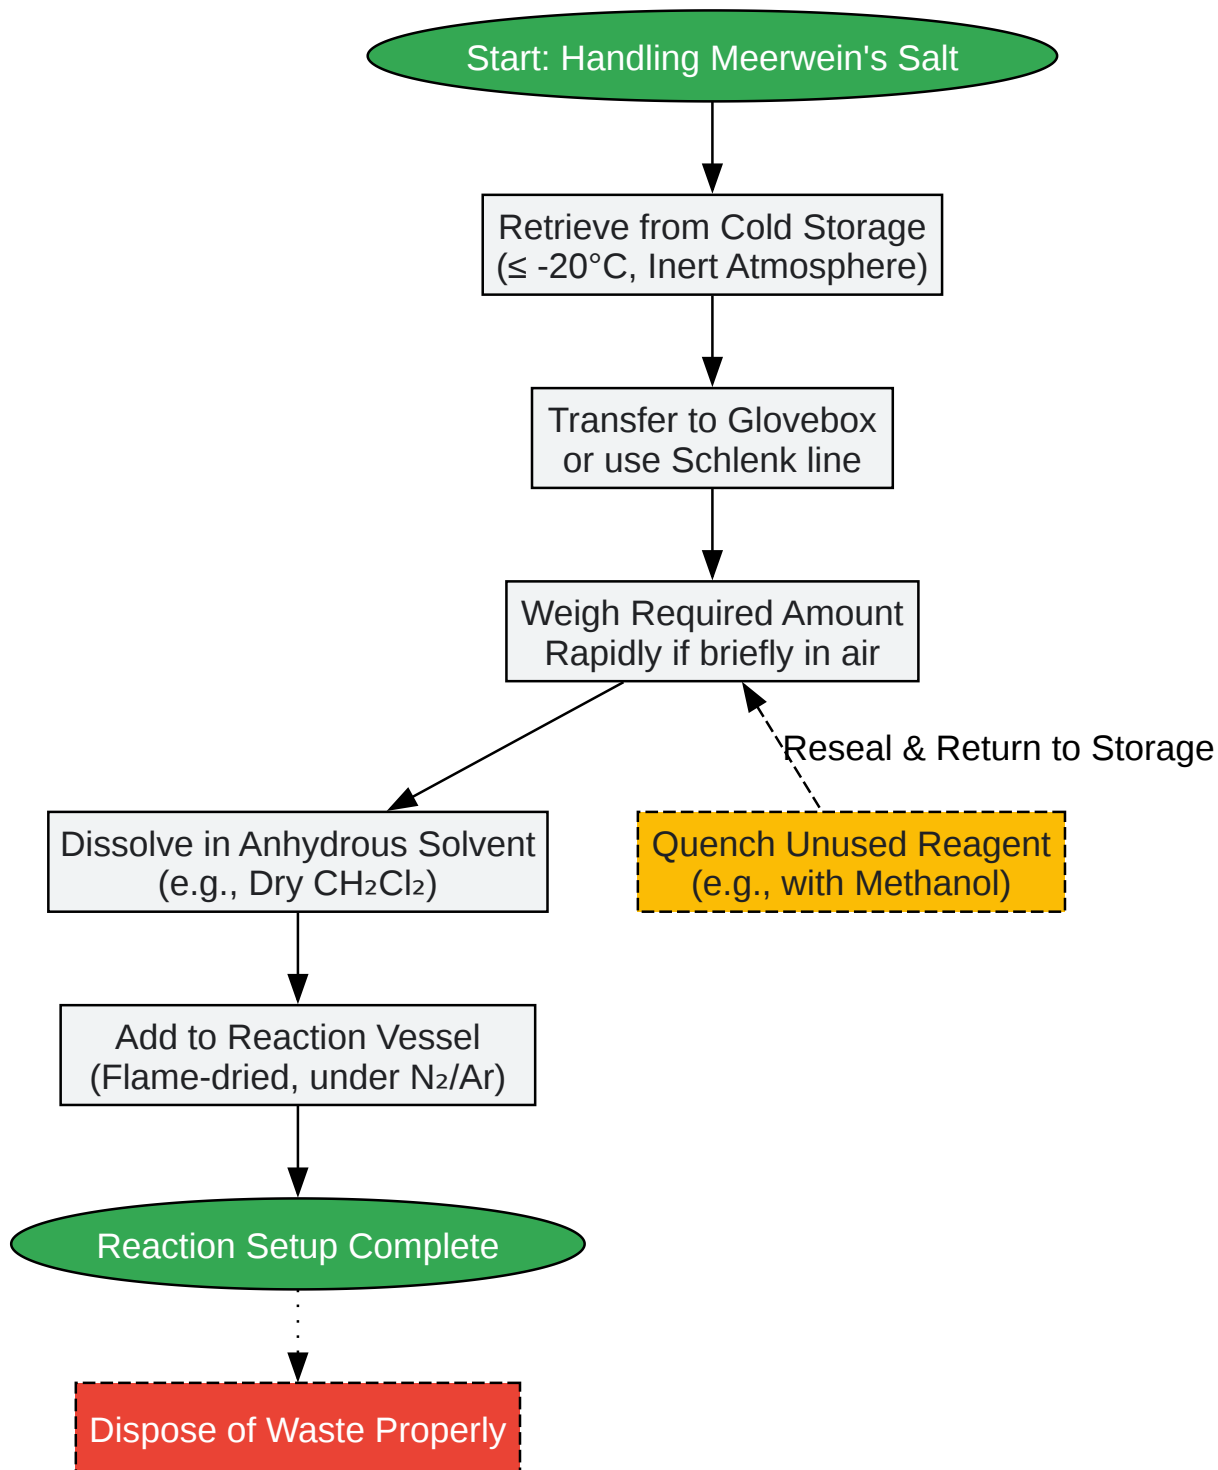 Start: Handling Meerwein's Salt
Retrieve from Cold Storage
(≤ -20°C, Inert Atmosphere)
Transfer to Glovebox
or use Schlenk line
Weigh Required Amount
Rapidly if briefly in air
Reseal & Return to Storage
Dissolve in Anhydrous Solvent
(e.g., Dry CH₂Cl₂)
Quench Unused Reagent
(e.g., with Methanol)
Add to Reaction Vessel
(Flame-dried, under N₂/Ar)
Reaction Setup Complete
Dispose of Waste Properly